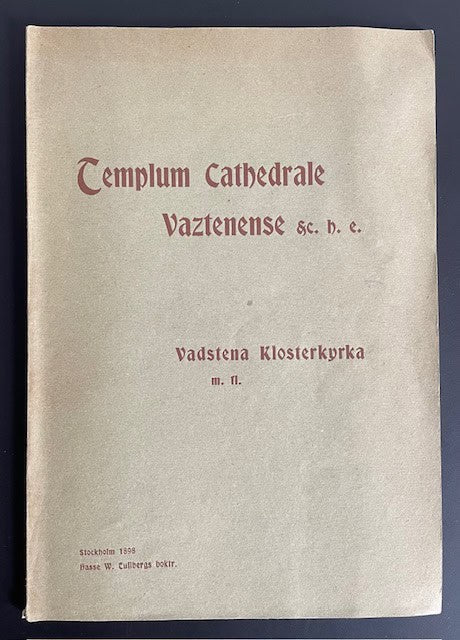 Templum Cathedrale
Vaztenense &c. h. e.
Vadstena Klosterkyrka
m. fl.
Stockholm 1898
Hasse W. Tullbergs boktr.